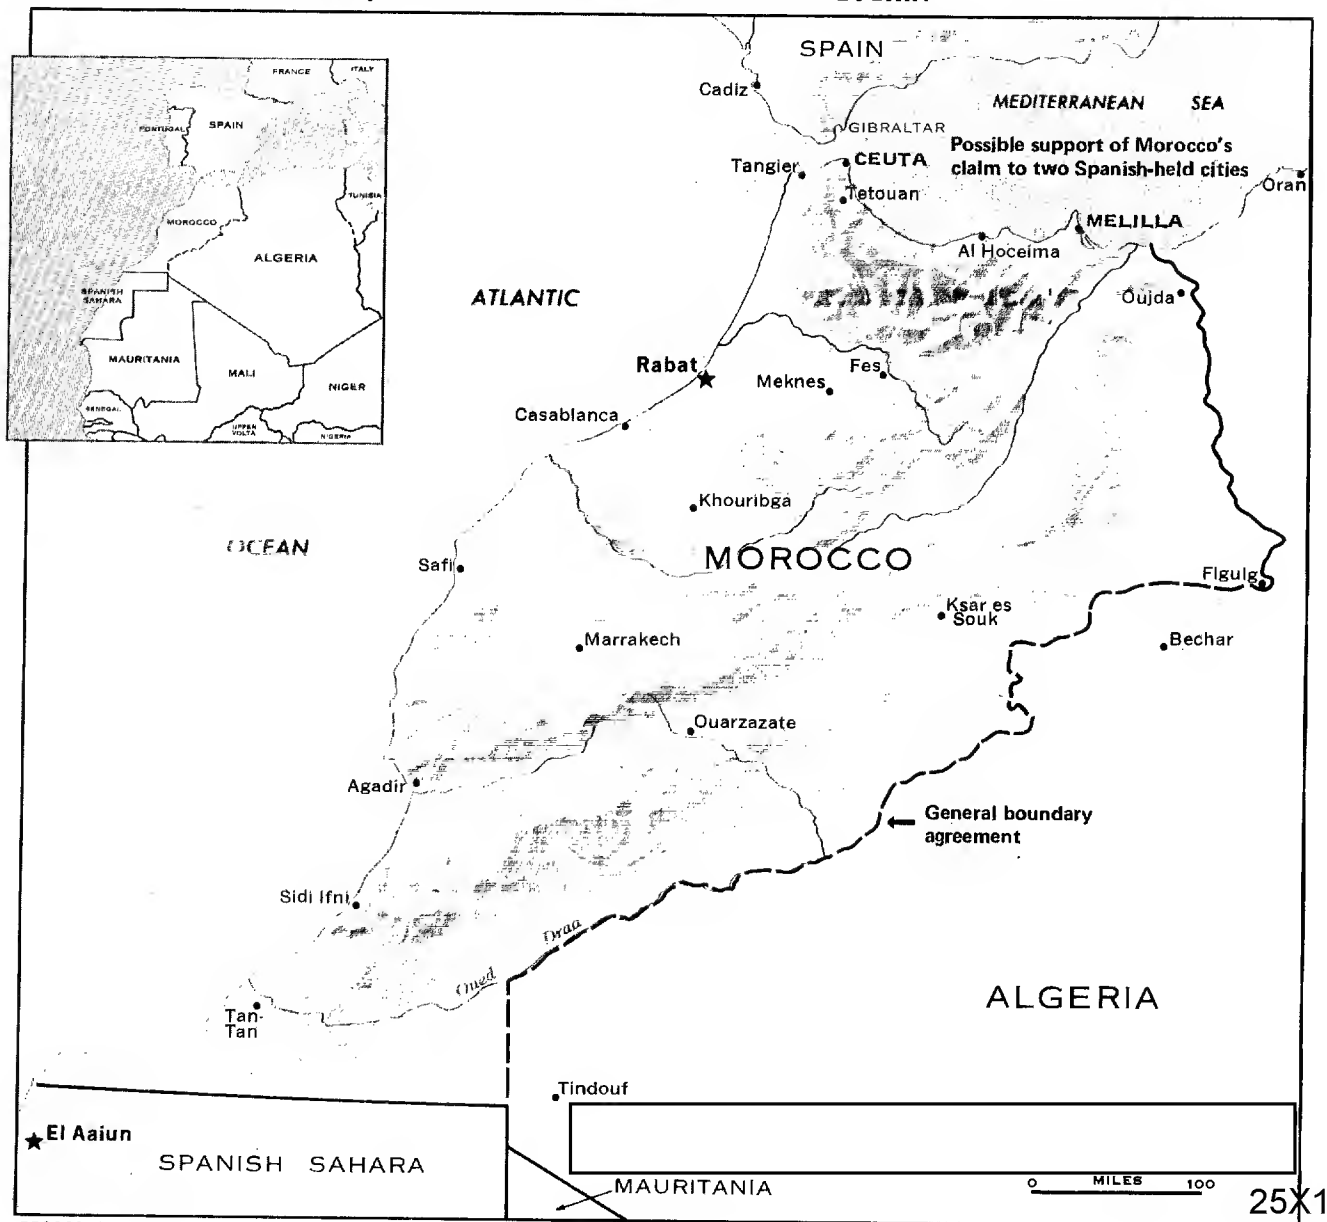 SPAIN
Cadiz
MEDITERRANEAN SEA
GIBRALTAR
Possible support of Morocco's
claim to two Spanish-held cities
CEUTA
Tangier
Tetouan
Oran
MELILLA
Al Hoceima
Oujda
ATLANTIC
Rabat
Fes
Meknes
Casablanca
Khouribga
OCEAN
MOROCCO
Safi
Figuig
Ksar es
Souk
Marrakech
Bechar
Ouarzazate
Agadir
General boundary
agreement
Sidi Ifni
Draa
Oued
ALGERIA
Tan-
Tan
Tindouf
El Aaiun
SPANISH SAHARA
MAURITANIA
0 MILES 100
25X1
FRANCE
ITALY
PORTUGAL
SPAIN
TUNISIA
MOROCCO
ALGERIA
SPANISH
SAHARA
MAURITANIA
MALI
NIGER
SENEGAL
UPPER
VOLTA
NIGERIA